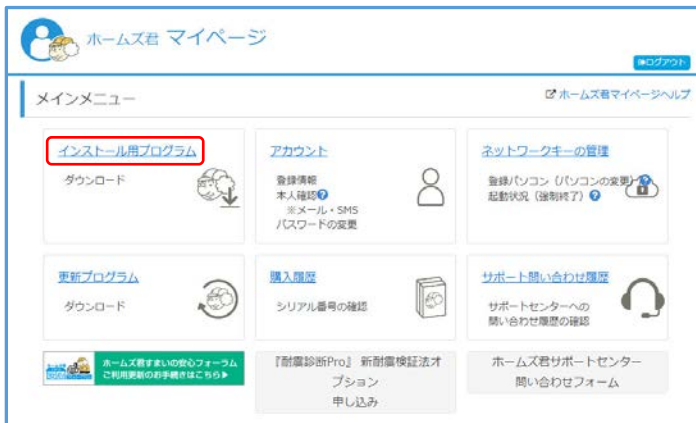 ホームズ君 マイページ
ログアウト
メインメニュー
ホームズ君マイページヘルプ
インストール用プログラム
ダウンロード
アカウント
登録情報
本人確認?
※メール・SMS
パスワードの変更
ネットワークキーの管理
登録パソコン (パソコンの変更)?
起動状況 (強制終了) ?
更新プログラム
ダウンロード
購入履歴
シリアル番号の確認
サポート問い合わせ履歴
サポートセンターへの
問い合わせ履歴の確認
ホームズ君すまいの安心フォーラム
ご利用更新のお手続きはこちら▶
『耐震診断Pro』 新耐震検証法オ
プション
申し込み
ホームズ君サポートセンター
問い合わせフォーム